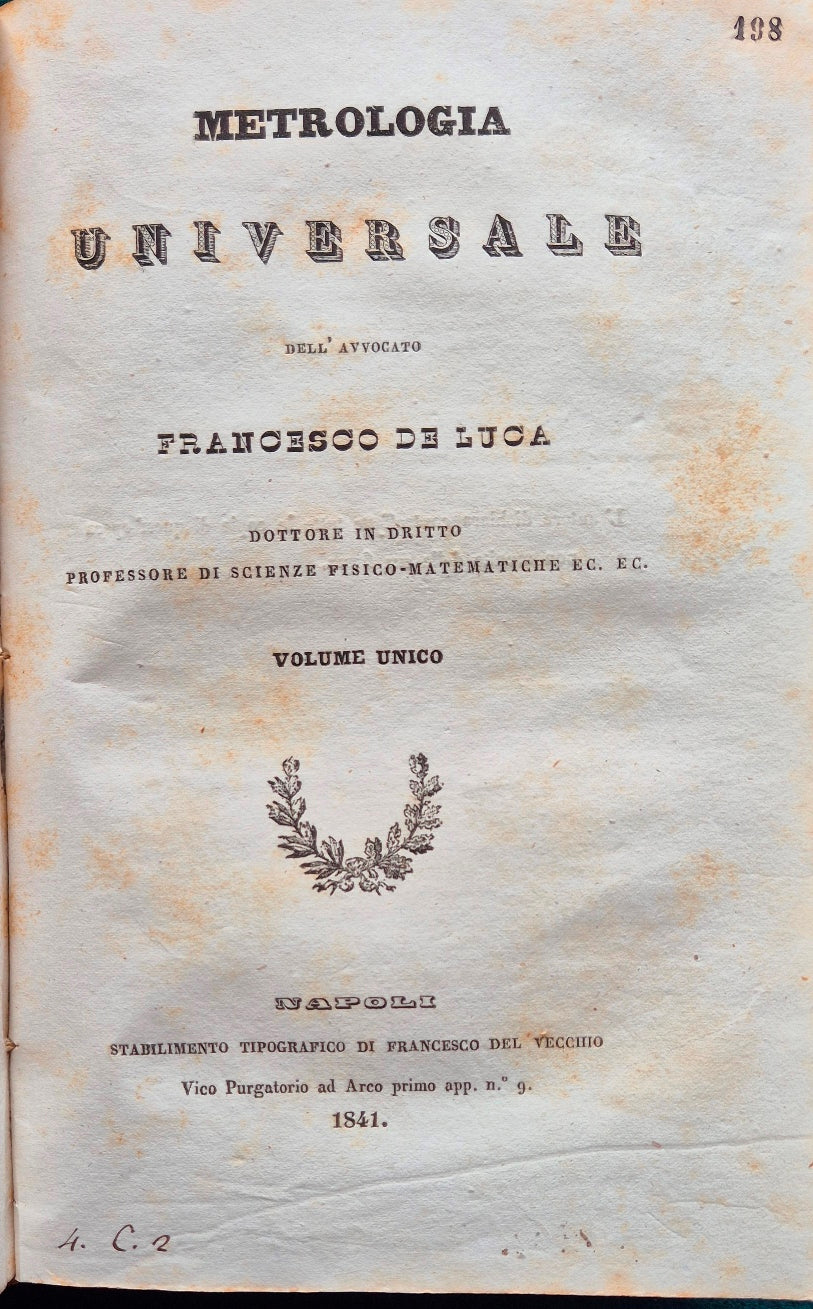 198
METROLOGIA
UNIVERSALE
DELL' AVVOCATO
FRANCESCO DE LUCA
DOTTORE IN DRITTO
PROFESSORE DI SCIENZE FISICO-MATEMATICHE EC. EC.
VOLUME UNICO
NAPOLI
STABILIMENTO TIPOGRAFICO DI FRANCESCO DEL VECCHIO
Vico Purgatorio ad Arco primo app. n.° 9.
1841.
4. C. 2